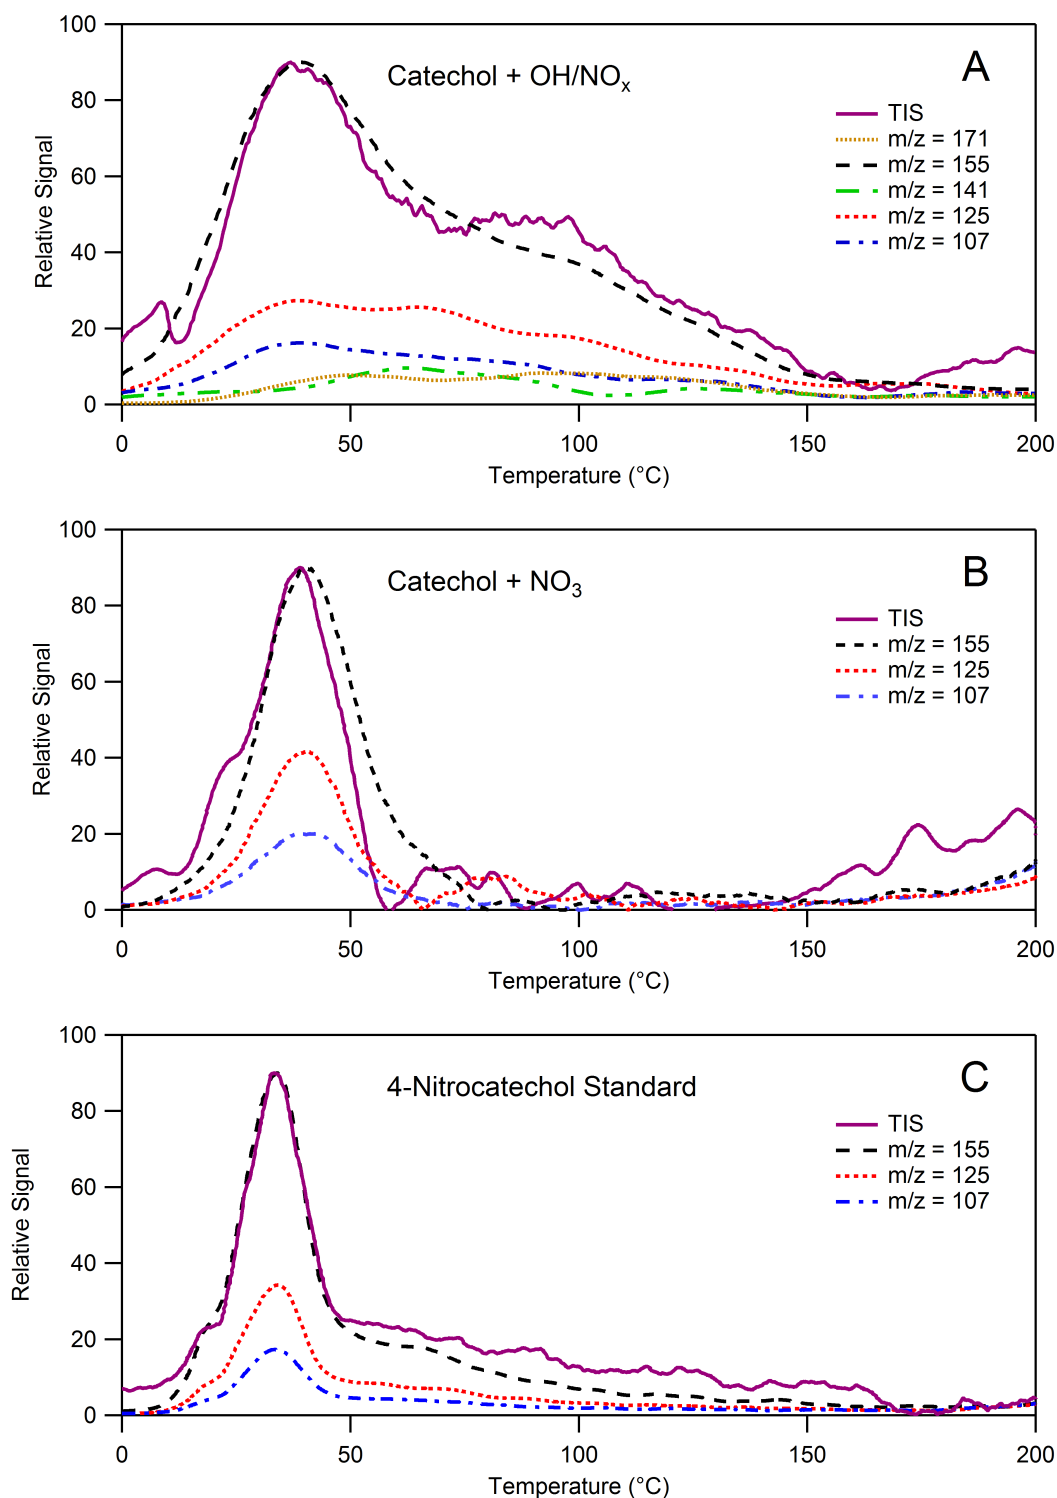 100
80
60
40
20
0
Relative Signal
Catechol + OH/NOx
A
TIS
m/z = 171
m/z = 155
m/z = 141
m/z = 125
m/z = 107
0 50 100 150 200
Temperature (°C)
100
80
60
40
20
0
Relative Signal
Catechol + NO3
B
TIS
m/z = 155
m/z = 125
m/z = 107
0 50 100 150 200
Temperature (°C)
100
80
60
40
20
0
Relative Signal
4-Nitrocatechol Standard
C
TIS
m/z = 155
m/z = 125
m/z = 107
0 50 100 150 200
Temperature (°C)